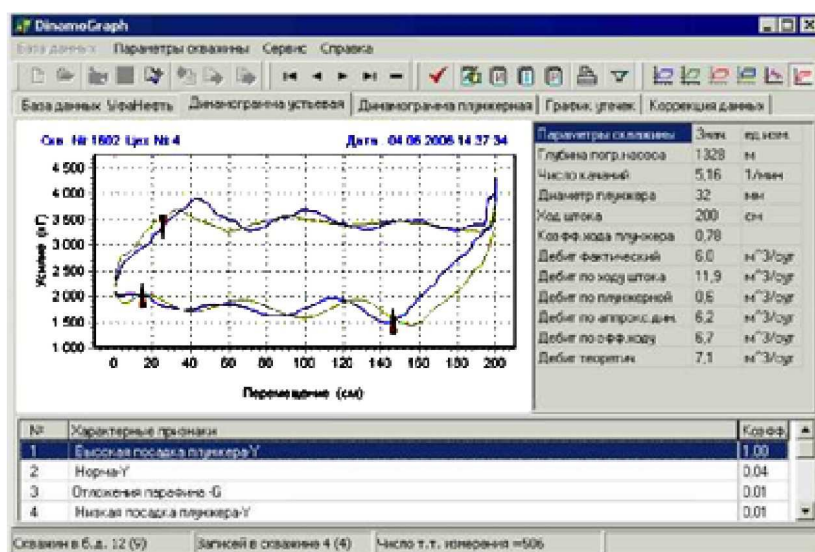 DinamoGraph
База данных Параметры скважины Сервис Справка
База данных УфаНефть Динамограмма устьевая Динамограмма плунжерная График утечек Коррекция данных
Скв. № 1602 Цех № 4 Дата 04.06.2006 14:37:34
Усилие (кГ)
4 500
4 000
3 500
3 000
2 500
2 000
1 500
1 000
0 20 40 60 80 100 120 140 160 180 200
Перемещение (см)
Параметры скважины Знач. ед.изм.
Глубина погр.насоса 1328 м
Число качаний 5,16 1/мин
Диаметр плунжера 32 мм
Ход штока 200 см
Коэфф.хода плунжера 0,78
Дебит фактический 6,0 м^3/сут
Дебит по ходу штока 11,9 м^3/сут
Дебит по плунжерной 0,6 м^3/сут
Дебит по аппрокс.дин. 6,2 м^3/сут
Дебит по эфф.ходу 6,7 м^3/сут
Дебит теоретич. 7,1 м^3/сут
№ Характерные признаки Коэфф.
1 Высокая посадка плунжера-Y 1.00
2 Норма-Y 0.04
3 Отложения парафина -G 0.01
4 Низкая посадка плунжера-Y 0.01
Скважин в б.д. 12 (9) Записей в скважине 4 (4) Число т.т. измерения =506